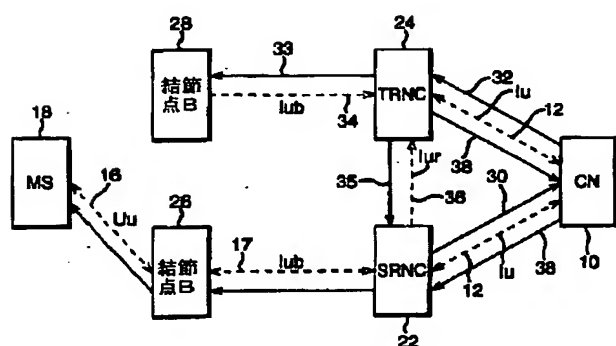 28
24
結節
点B
33
34
Iub
TRNC
32
Iu
12
38
18
MS
16
Uu
35
Iur
36
30
CN
10
26
結節
点B
17
Iub
SRNC
22
12
Iu
38